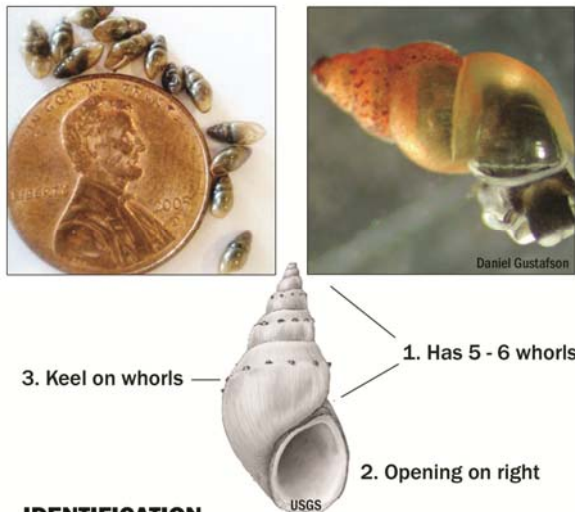 LIBERTY
2005
Daniel Gustafson
1. Has 5 - 6 whorls
3. Keel on whorls
2. Opening on right
USGS
IDENTIFICATION